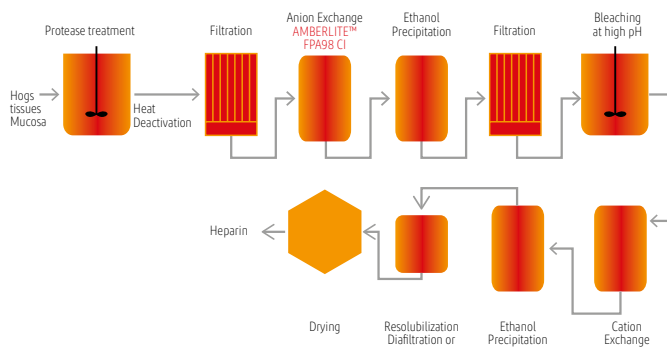 Protease treatment
Filtration
Anion Exchange
AMBERLITE™
FPA98 CI
Ethanol
Precipitation
Filtration
Bleaching
at high pH
Hogs
tissues
Mucosa
Heat
Deactivation
Heparin
Drying
Resolubilization
Diafiltration or
Ethanol
Precipitation
Cation
Exchange